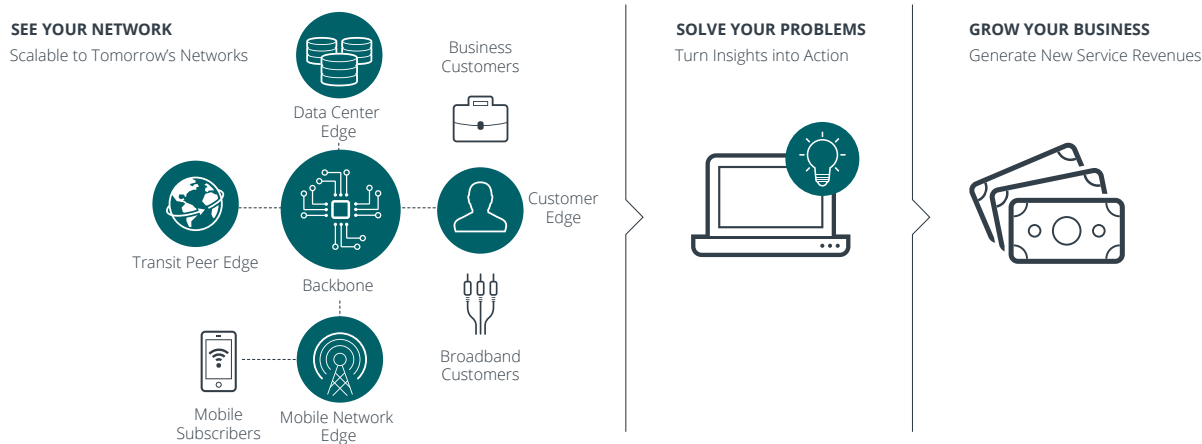 SEE YOUR NETWORK
Scalable to Tomorrow's Networks
Data Center
Edge
Business
Customers
Transit Peer Edge
Backbone
Customer
Edge
Broadband
Customers
Mobile
Subscribers
Mobile Network
Edge
SOLVE YOUR PROBLEMS
Turn Insights into Action
GROW YOUR BUSINESS
Generate New Service Revenues